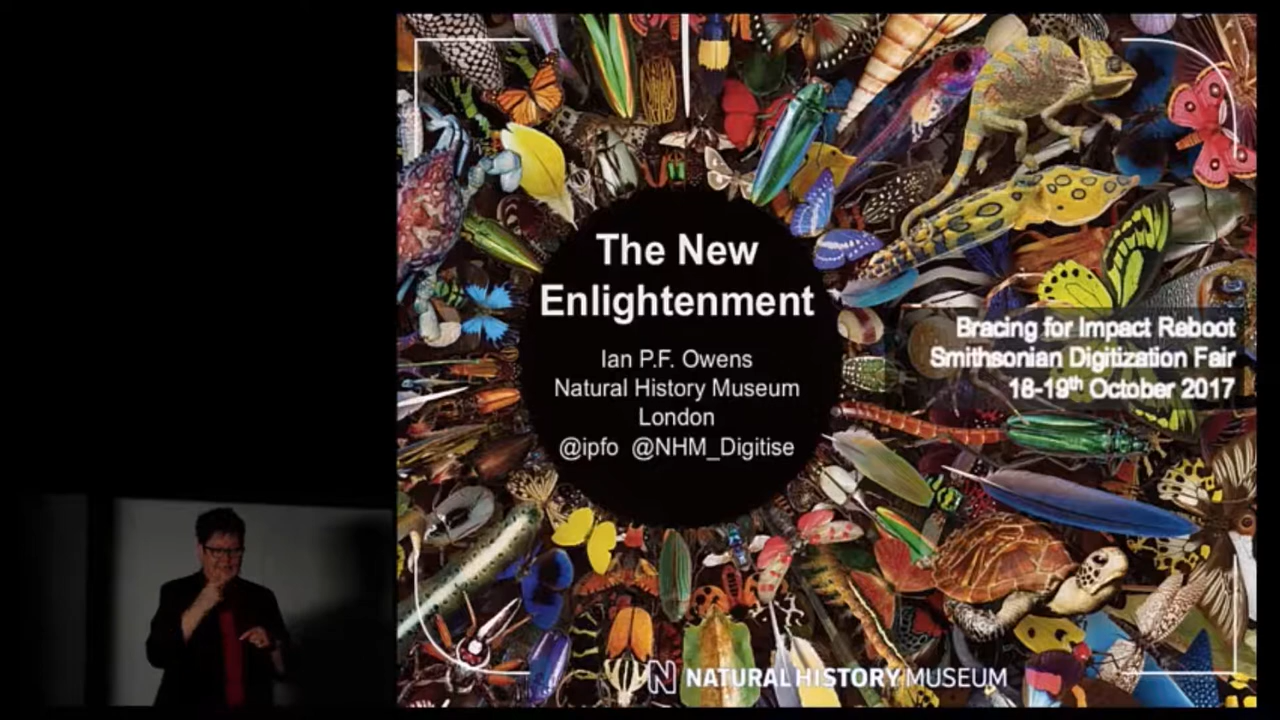 The New
Enlightenment
Ian P.F. Owens
Natural History Museum
London
@ipfo @NHM_Digitise
Bracing for Impact Reboot
Smithsonian Digitization Fair
18-19th October 2017
N NATURAL HISTORY MUSEUM